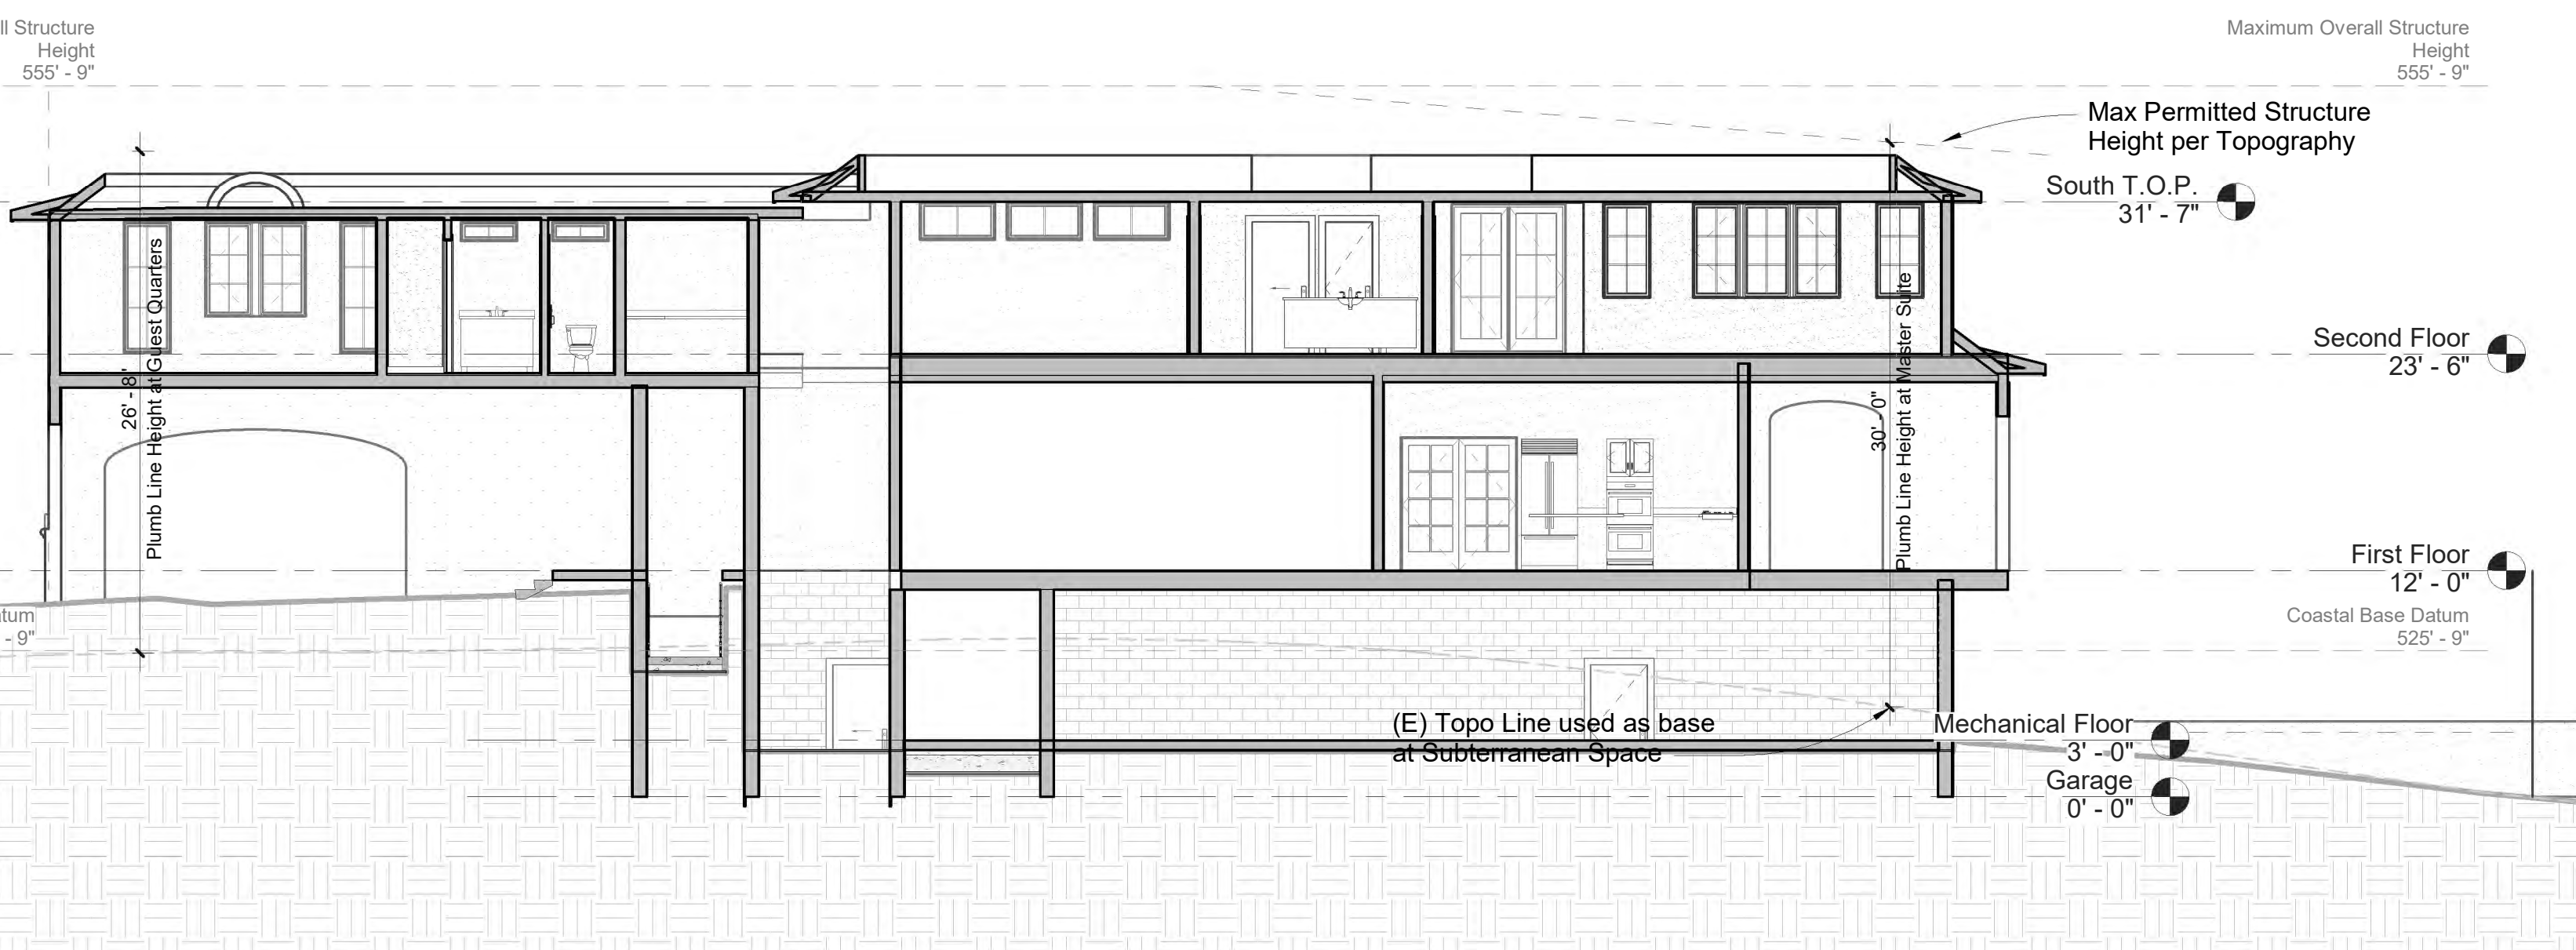 ll Structure
Height
555' - 9"
Maximum Overall Structure
Height
555' - 9"
Max Permitted Structure
Height per Topography
South T.O.P.
31' - 7"
Second Floor
23' - 6"
26' - 8"
Plumb Line Height at Guest Quarters
30' - 0"
Plumb Line Height at Master Suite
First Floor
12' - 0"
atum
- 9"
Coastal Base Datum
525' - 9"
(E) Topo Line used as base
at Subterranean Space
Mechanical Floor
3' - 0"
Garage
0' - 0"